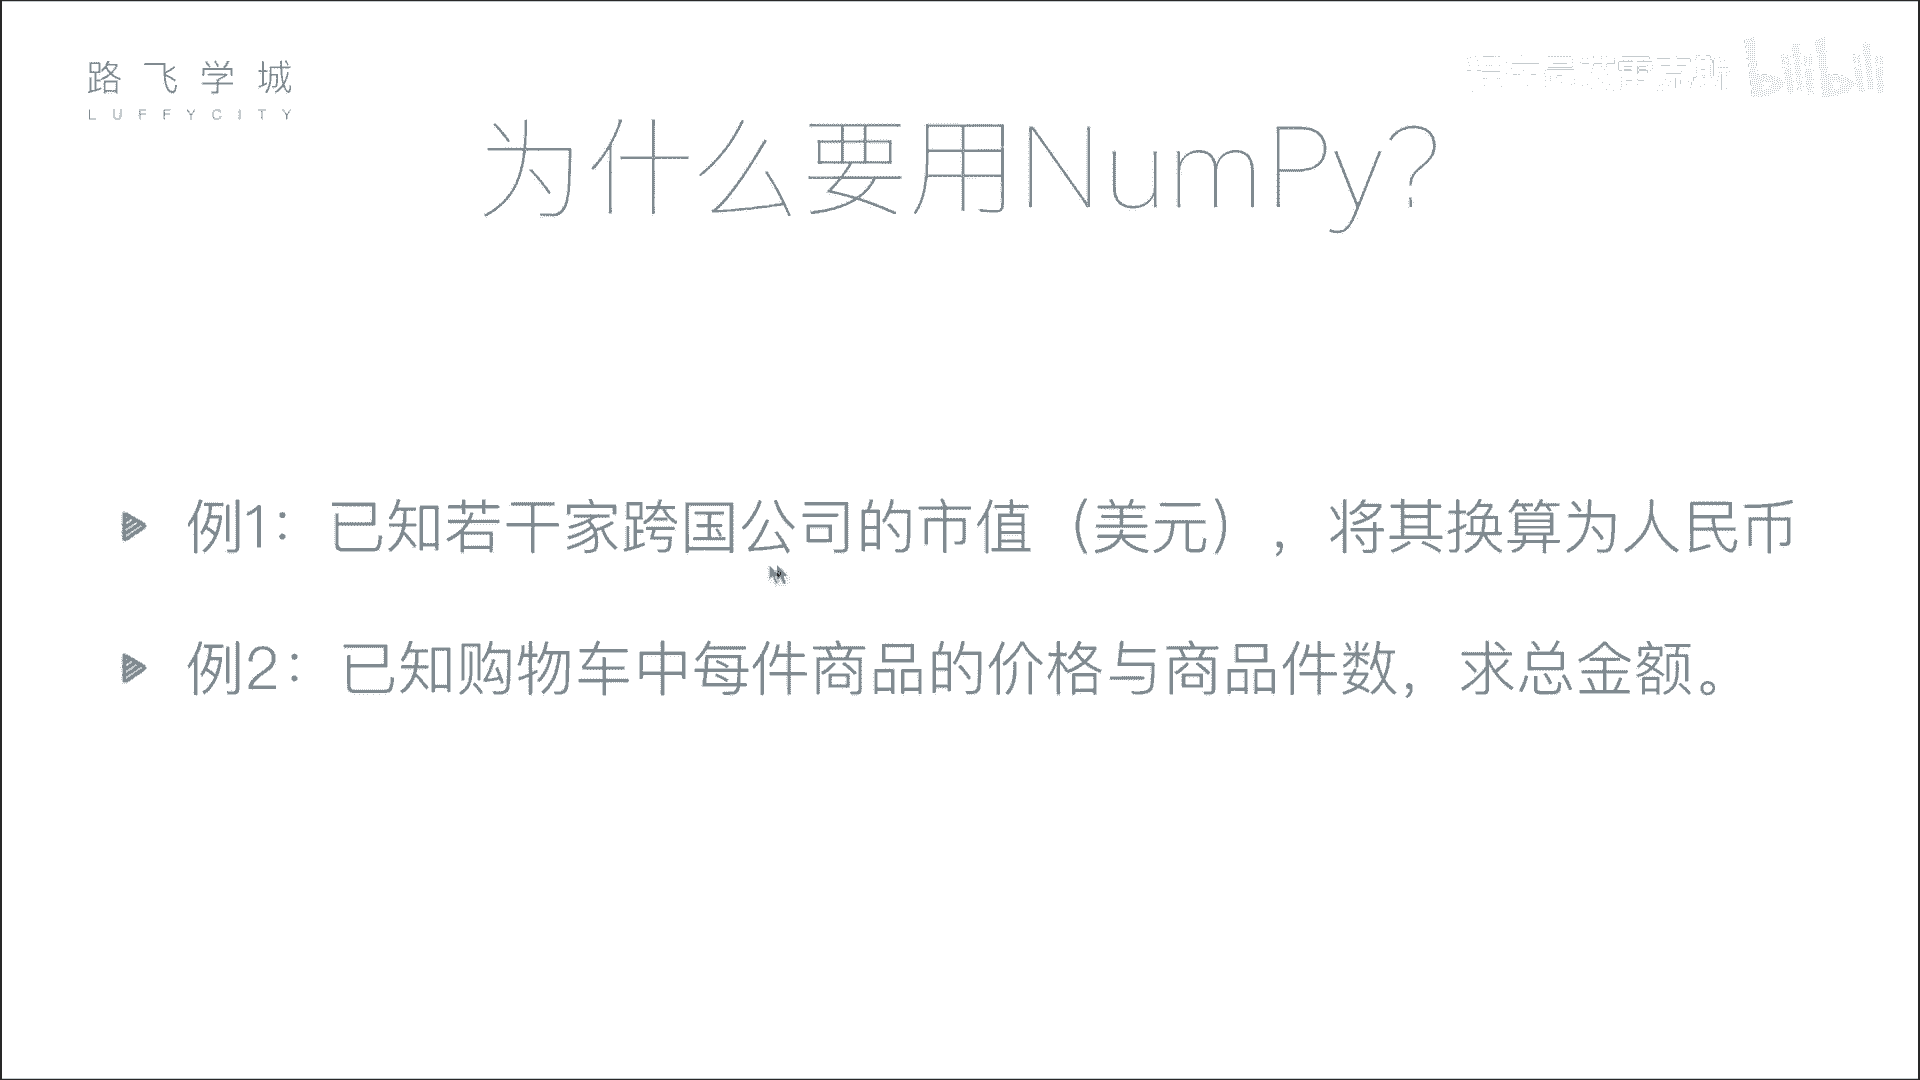 路飞学城
LUFFYCITY
bilibili
为什么要用NumPy?
例1：已知若干家跨国公司的市值（美元），将其换算为人民币
例2：已知购物车中每件商品的价格与商品件数，求总金额。